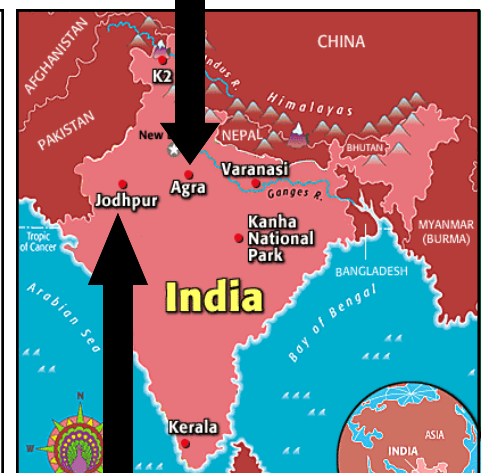 AFGHANISTAN
CHINA
K2
Indus R.
Himalayas
PAKISTAN
New
NEPAL
BHUTAN
Varanasi
Agra
Ganges R.
Jodhpur
Kanha
National
Park
MYANMAR
(BURMA)
Tropic
of Cancer
BANGLADESH
India
Arabian Sea
Bay of Bengal
N
W
Kerala
ASIA
INDIA